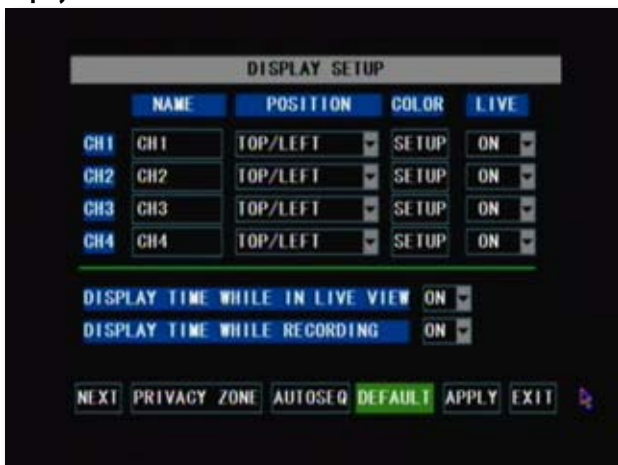 DISPLAY SETUP
NAME POSITION COLOR LIVE
CH1 CH1 TOP/LEFT SETUP ON
CH2 CH2 TOP/LEFT SETUP ON
CH3 CH3 TOP/LEFT SETUP ON
CH4 CH4 TOP/LEFT SETUP ON
DISPLAY TIME WHILE IN LIVE VIEW ON
DISPLAY TIME WHILE RECORDING ON
NEXT PRIVACY ZONE AUTOSEQ DEFAULT APPLY EXIT